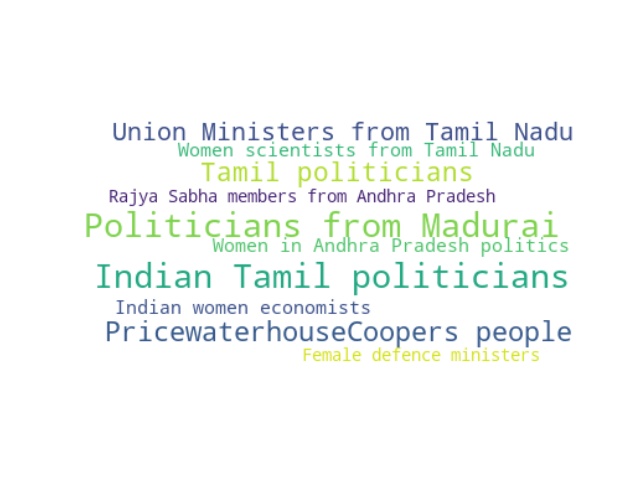 Union Ministers from Tamil Nadu
Women scientists from Tamil Nadu
Tamil politicians
Rajya Sabha members from Andhra Pradesh
Politicians from Madurai
Women in Andhra Pradesh politics
Indian Tamil politicians
Indian women economists
PricewaterhouseCoopers people
Female defence ministers